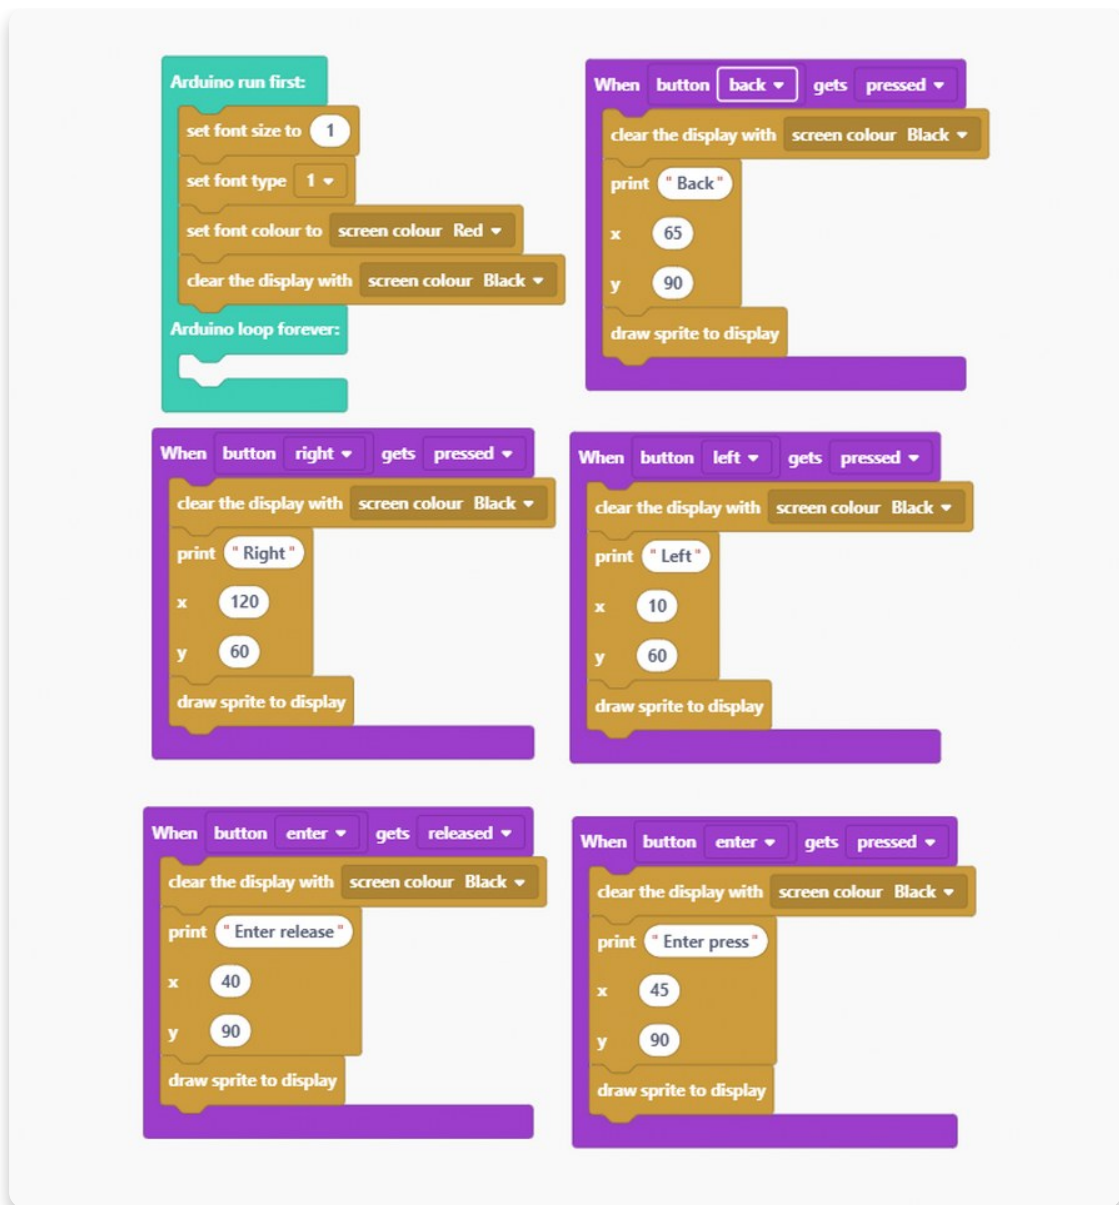 Arduino run first:
set font size to 1
set font type 1
set font colour to screen colour Red
clear the display with screen colour Black
Arduino loop forever:
When button back gets pressed
clear the display with screen colour Black
print " Back "
x 65
y 90
draw sprite to display
When button right gets pressed
clear the display with screen colour Black
print " Right "
x 120
y 60
draw sprite to display
When button left gets pressed
clear the display with screen colour Black
print " Left "
x 10
y 60
draw sprite to display
When button enter gets released
clear the display with screen colour Black
print " Enter release "
x 40
y 90
draw sprite to display
When button enter gets pressed
clear the display with screen colour Black
print " Enter press "
x 45
y 90
draw sprite to display